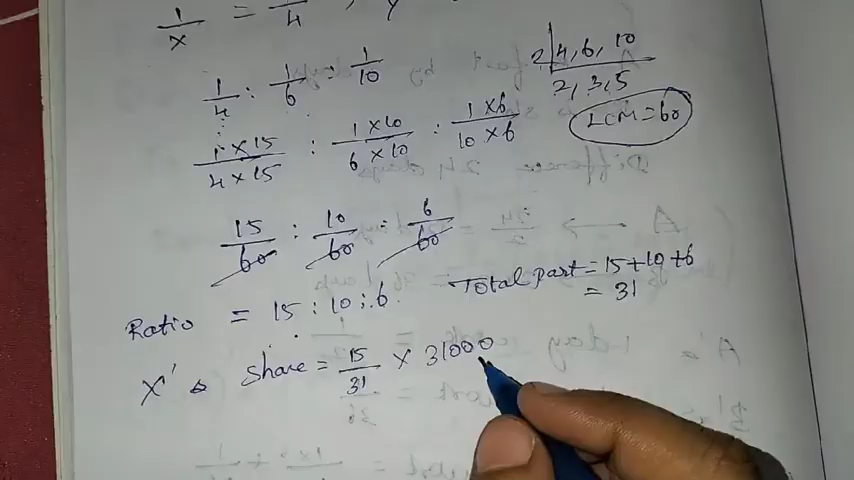 1/x = /4 , y
1/4 : 1/6 : 1/10
2 | 4, 6, 10
2, 3, 5
LCM = 60
1×15/4×15 : 1×10/6×10 : 1×6/10×6
15/60 : 10/60 : 6/60
Total part = 15+10+6
= 31
Ratio = 15 : 10 : 6
X's Share = 15/31 × 31000